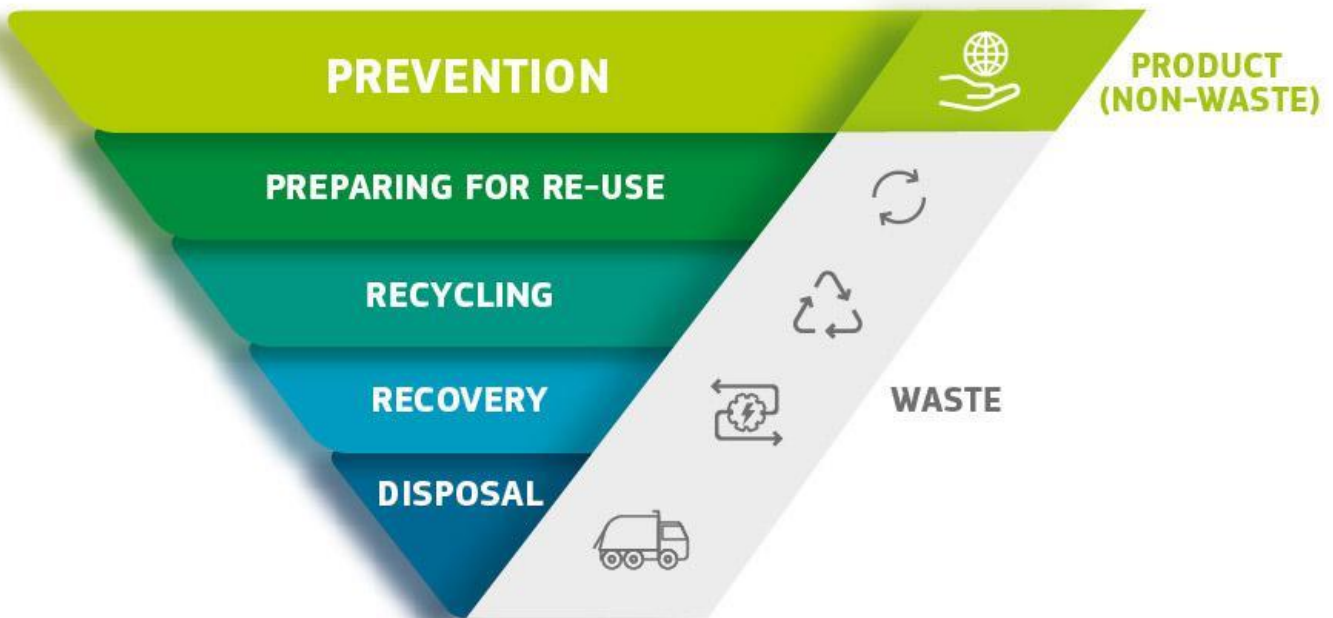 PREVENTION
PRODUCT
(NON-WASTE)
PREPARING FOR RE-USE
RECYCLING
RECOVERY
WASTE
DISPOSAL